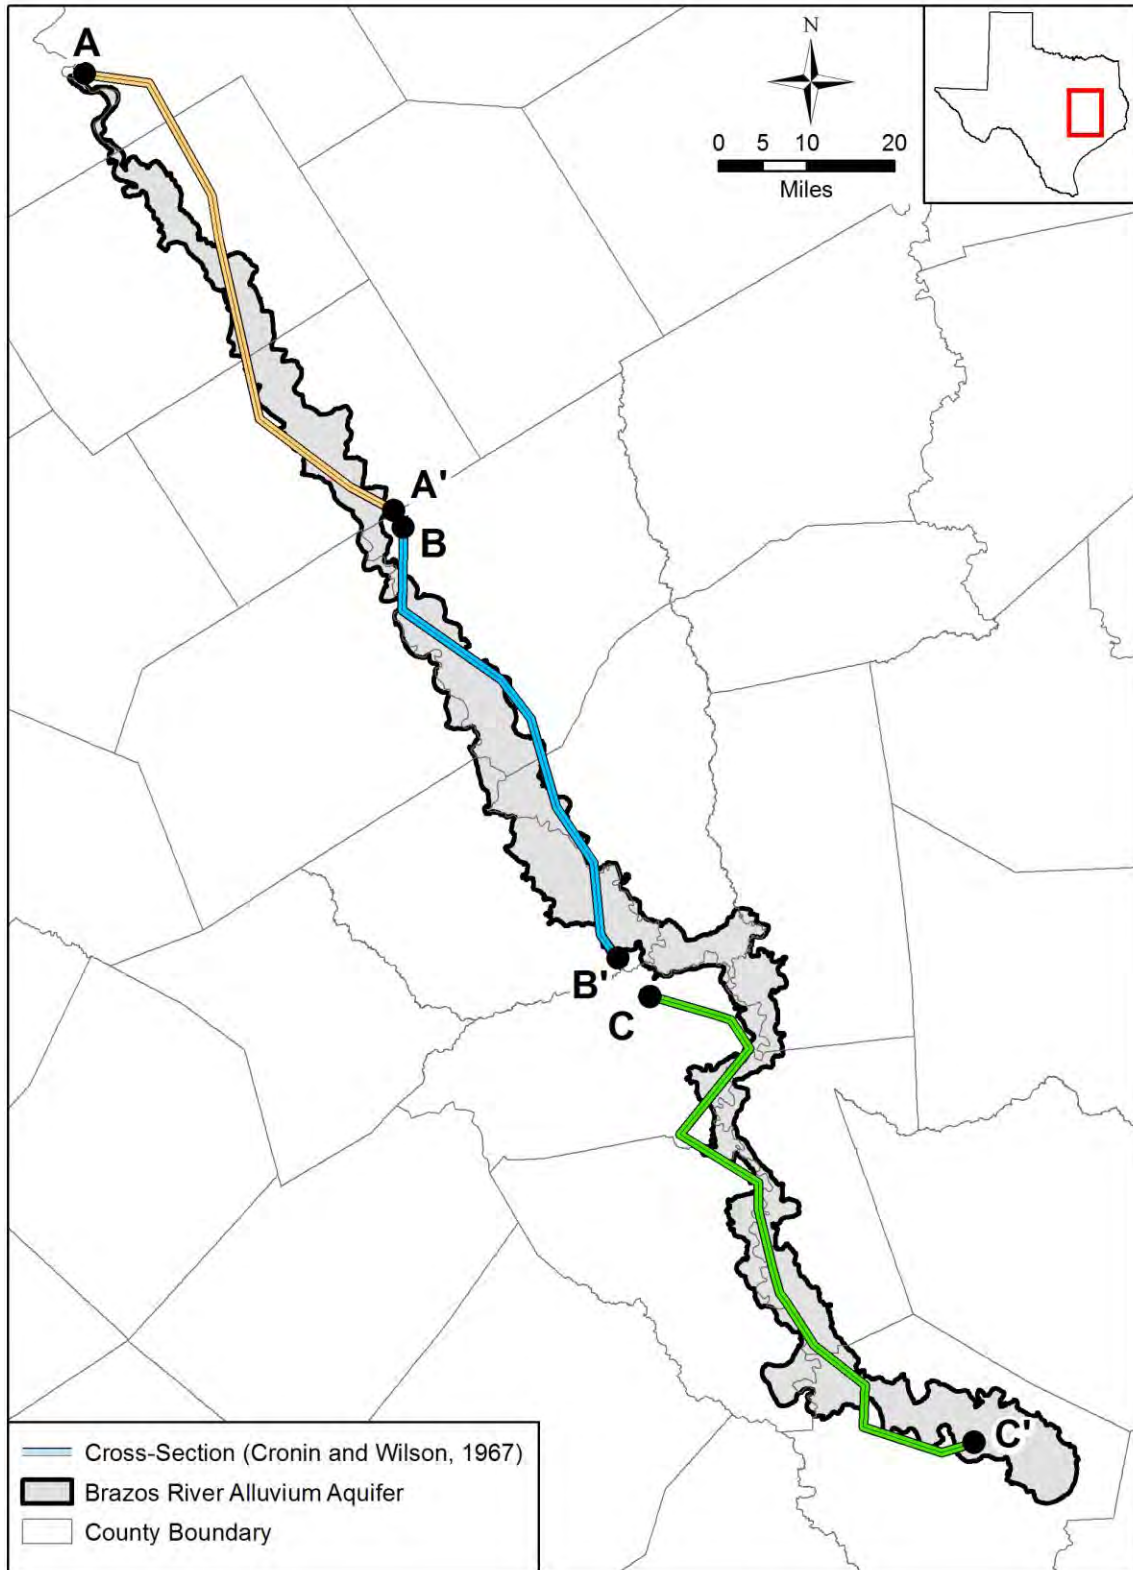 A
N
0 5 10 20
Miles
A'
B
B'
C
C'
Cross-Section (Cronin and Wilson, 1967)
Brazos River Alluvium Aquifer
County Boundary